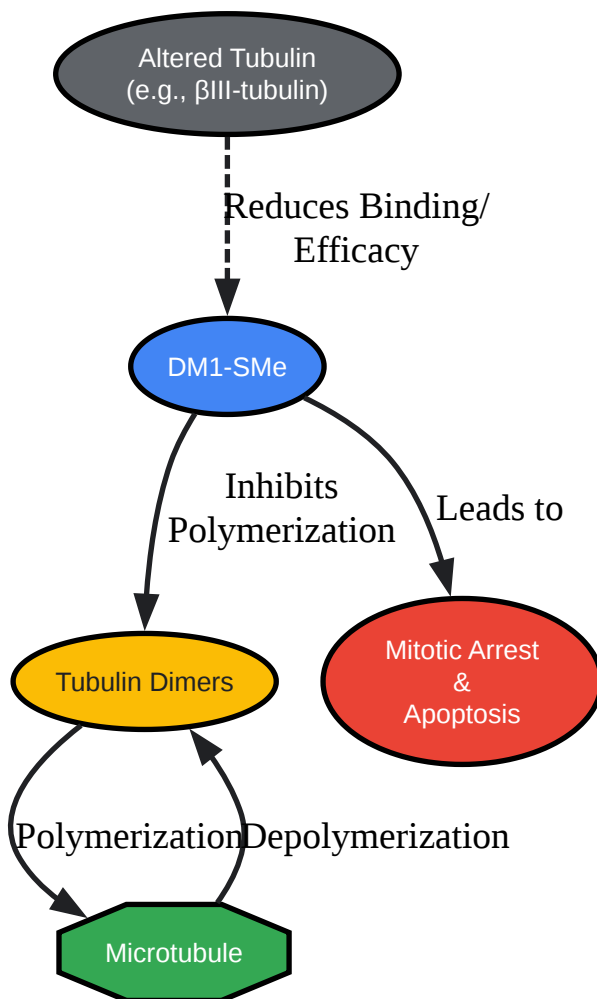 Altered Tubulin
(e.g., βIII-tubulin)
Reduces Binding/
Efficacy
DM1-SMe
Inhibits
Polymerization
Leads to
Tubulin Dimers
Mitotic Arrest
&
Apoptosis
Polymerization
Depolymerization
Microtubule